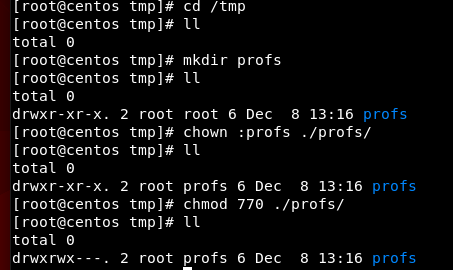 [root@centos tmp]# cd /tmp
[root@centos tmp]# ll
total 0
[root@centos tmp]# mkdir profs
[root@centos tmp]# ll
total 0
drwxr-xr-x. 2 root root 6 Dec  8 13:16 profs
[root@centos tmp]# chown :profs ./profs/
[root@centos tmp]# ll
total 0
drwxr-xr-x. 2 root profs 6 Dec  8 13:16 profs
[root@centos tmp]# chmod 770 ./profs/
[root@centos tmp]# ll
total 0
drwxrwx---. 2 root profs 6 Dec  8 13:16 profs